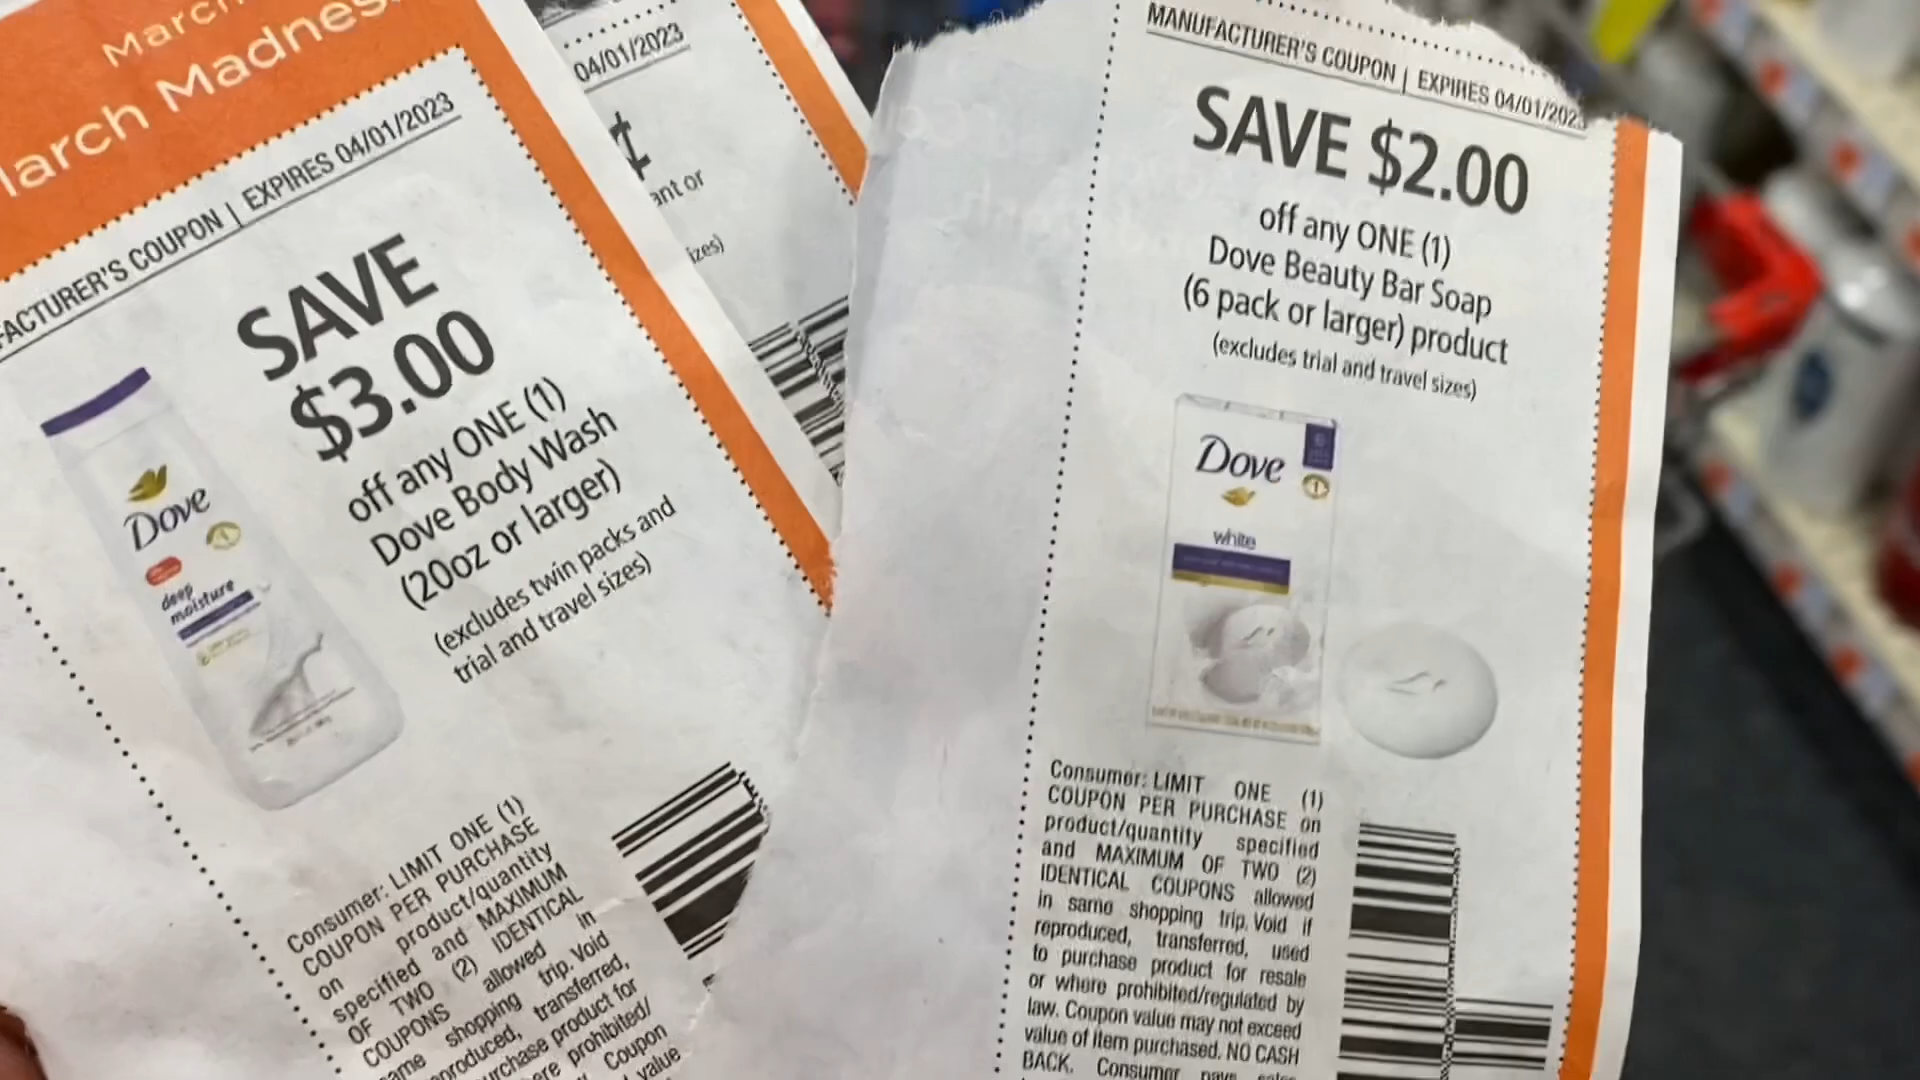 March
March Madness
FACTURER'S COUPON | EXPIRES 04/01/2023
SAVE
$3.00
off any ONE (1)
Dove Body Wash
(20oz or larger)
(excludes twin packs and
trial and travel sizes)
Dove
deep
moisture
Consumer: LIMIT ONE (1)
COUPON PER PURCHASE
on product/quantity
specified and MAXIMUM
OF TWO (2) IDENTICAL
COUPONS allowed in
same shopping trip. Void
reproduced, transferred,
purchase product for
prohibited/
Coupon
value
04/01/2023
¢
ant or
izes)
MANUFACTURER'S COUPON | EXPIRES 04/01/2023
SAVE $2.00
off any ONE (1)
Dove Beauty Bar Soap
(6 pack or larger) product
(excludes trial and travel sizes)
Dove
6
white
Consumer: LIMIT ONE (1)
COUPON PER PURCHASE on
product/quantity specified
and MAXIMUM OF TWO (2)
IDENTICAL COUPONS allowed
in same shopping trip. Void if
reproduced, transferred, used
to purchase product for resale
or where prohibited/regulated by
law. Coupon value may not exceed
value of item purchased. NO CASH
BACK. Consumer pays sales